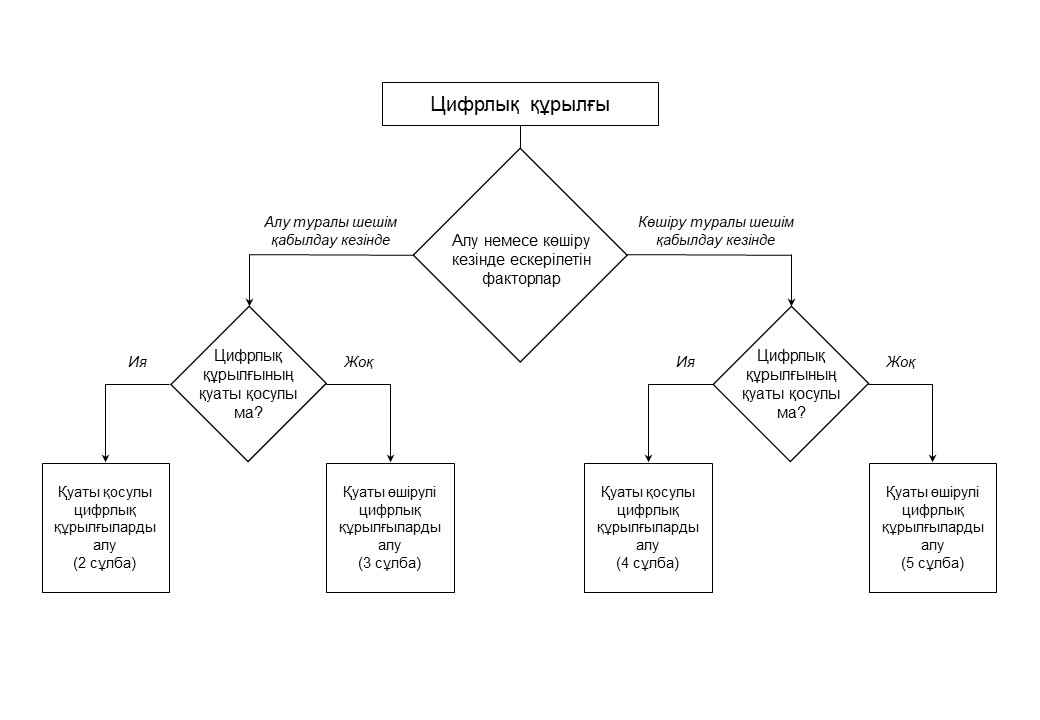 Цифрлық құрылғы
Алу туралы шешім
қабылдау кезінде
Көшіру туралы шешім
қабылдау кезінде
Алу немесе көшіру
кезінде ескерілетін
факторлар
Ия
Цифрлық
құрылғының
қуаты қосулы
ма?
Жоқ
Ия
Цифрлық
құрылғының
қуаты қосулы
ма?
Жоқ
Қуаты қосулы
цифрлық
құрылғыларды
алу
(2 сұлба)
Қуаты өшірулі
цифрлық
құрылғыларды
алу
(3 сұлба)
Қуаты қосулы
цифрлық
құрылғыларды
алу
(4 сұлба)
Қуаты өшірулі
цифрлық
құрылғыларды
алу
(5 сұлба)